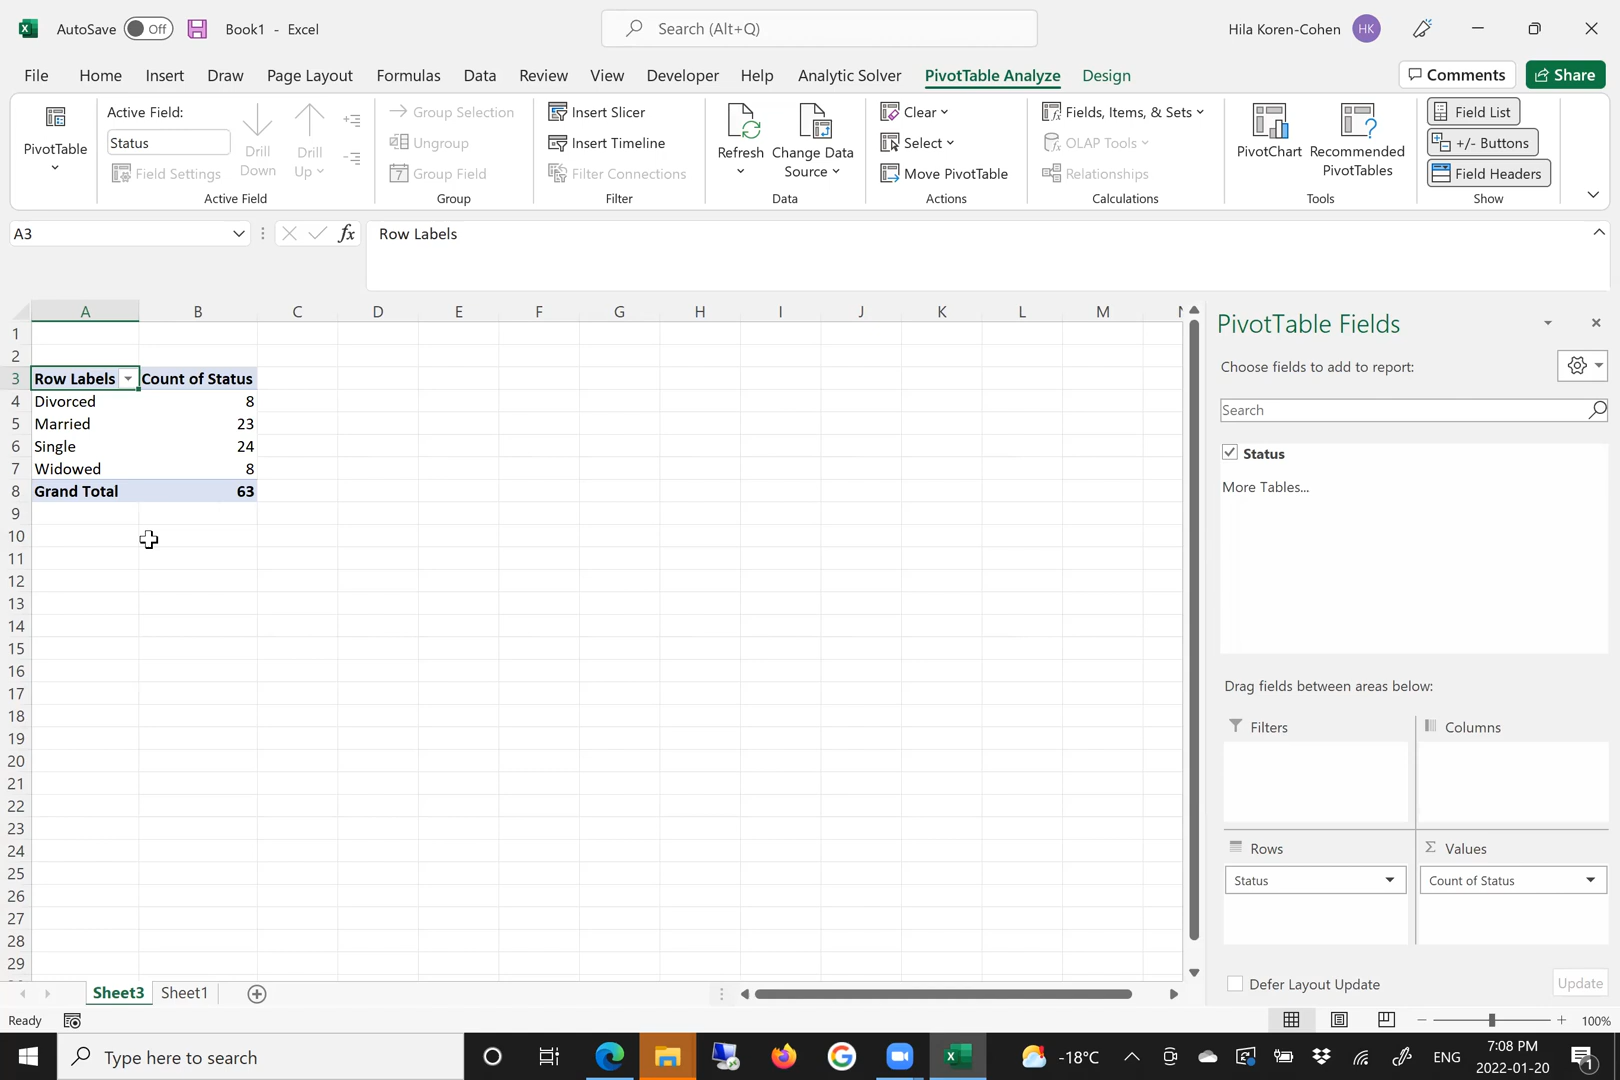 AutoSave Off Book1 - Excel Search (Alt+Q) Hila Koren-Cohen HK
File Home Insert Draw Page Layout Formulas Data Review View Developer Help Analytic Solver PivotTable Analyze Design Comments Share
PivotTable
Active Field:
Status
Field Settings
Drill Down
Drill Up
Active Field
Group Selection
Ungroup
Group Field
Group
Insert Slicer
Insert Timeline
Filter Connections
Filter
Refresh
Change Data Source
Data
Clear
Select
Move PivotTable
Actions
Fields, Items, & Sets
OLAP Tools
Relationships
Calculations
PivotChart
Recommended PivotTables
Tools
Field List
+/- Buttons
Field Headers
Show
A3 fx Row Labels
A B C D E F G H I J K L M
1
2
3 Row Labels Count of Status
4 Divorced 8
5 Married 23
6 Single 24
7 Widowed 8
8 Grand Total 63
9
10
11
12
13
14
15
16
17
18
19
20
21
22
23
24
25
26
27
28
29
PivotTable Fields
Choose fields to add to report:
Search
Status
More Tables...
Drag fields between areas below:
Filters Columns
Rows Σ Values
Status Count of Status
Defer Layout Update Update
Sheet3 Sheet1
Ready 100%
Type here to search -18°C ENG 7:08 PM
2022-01-20 1